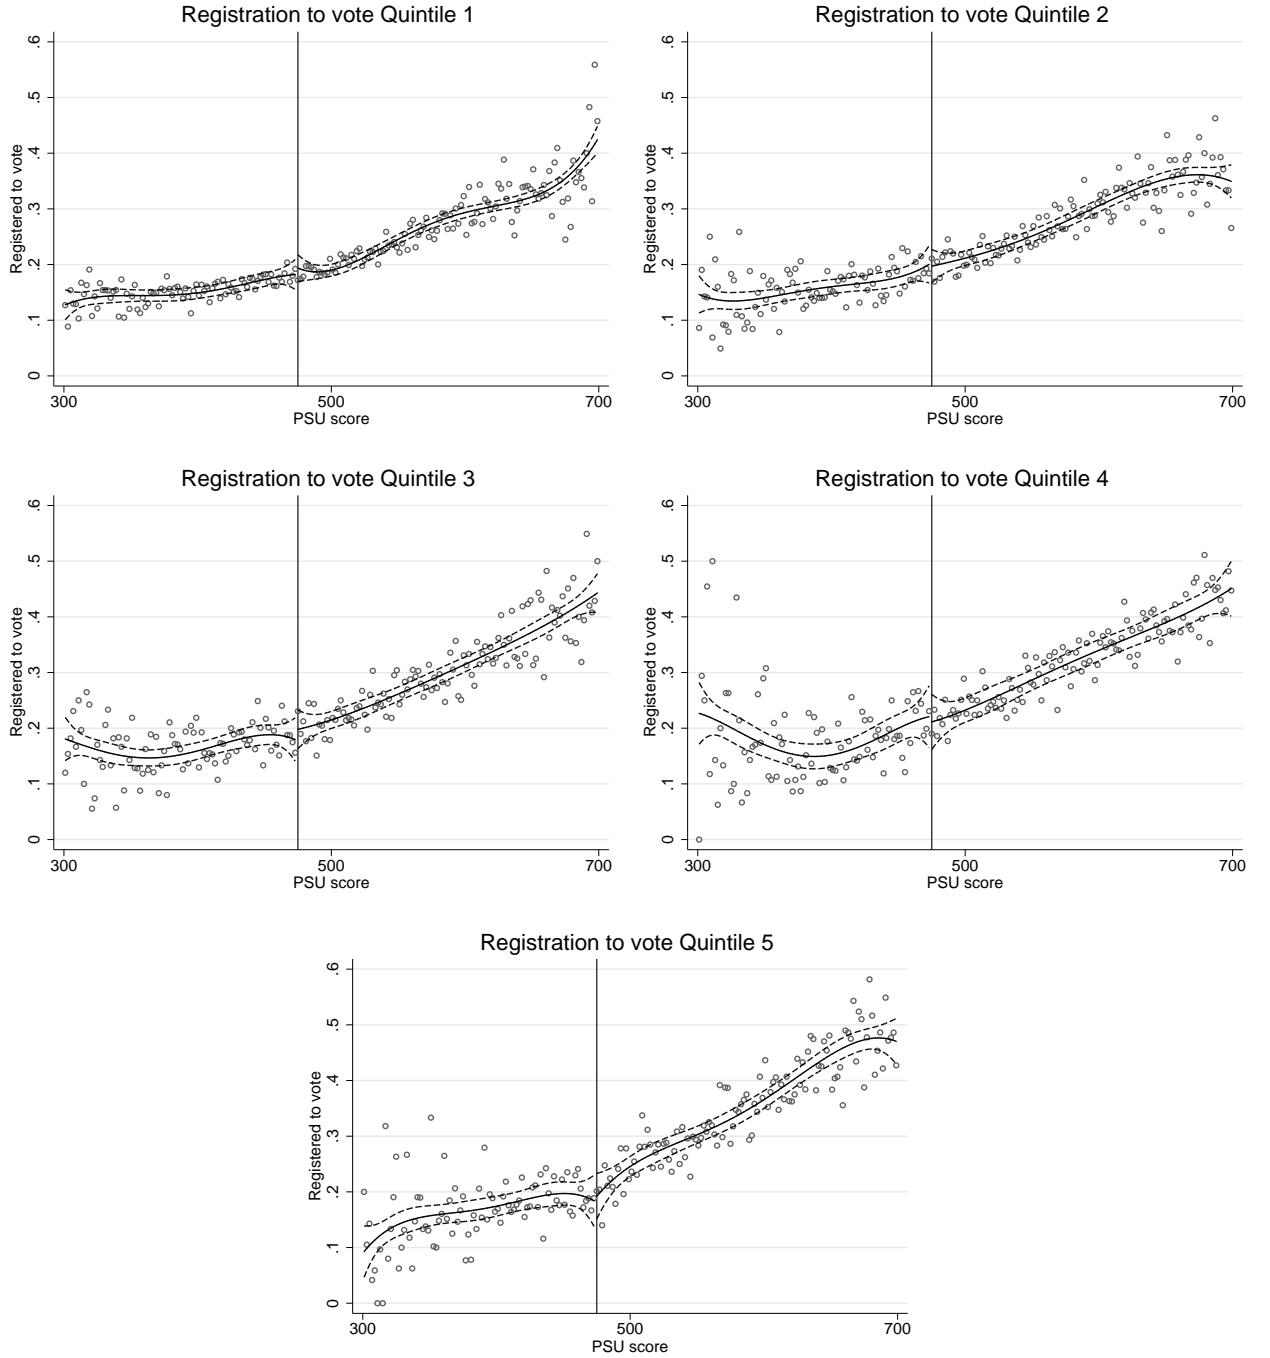 Registration to vote Quintile 1
Registered to vote
0 .1 .2 .3 .4 .5 .6
300 500 700
PSU score
Registration to vote Quintile 2
Registered to vote
0 .1 .2 .3 .4 .5 .6
300 500 700
PSU score
Registration to vote Quintile 3
Registered to vote
0 .1 .2 .3 .4 .5 .6
300 500 700
PSU score
Registration to vote Quintile 4
Registered to vote
0 .1 .2 .3 .4 .5 .6
300 500 700
PSU score
Registration to vote Quintile 5
Registered to vote
0 .1 .2 .3 .4 .5 .6
300 500 700
PSU score